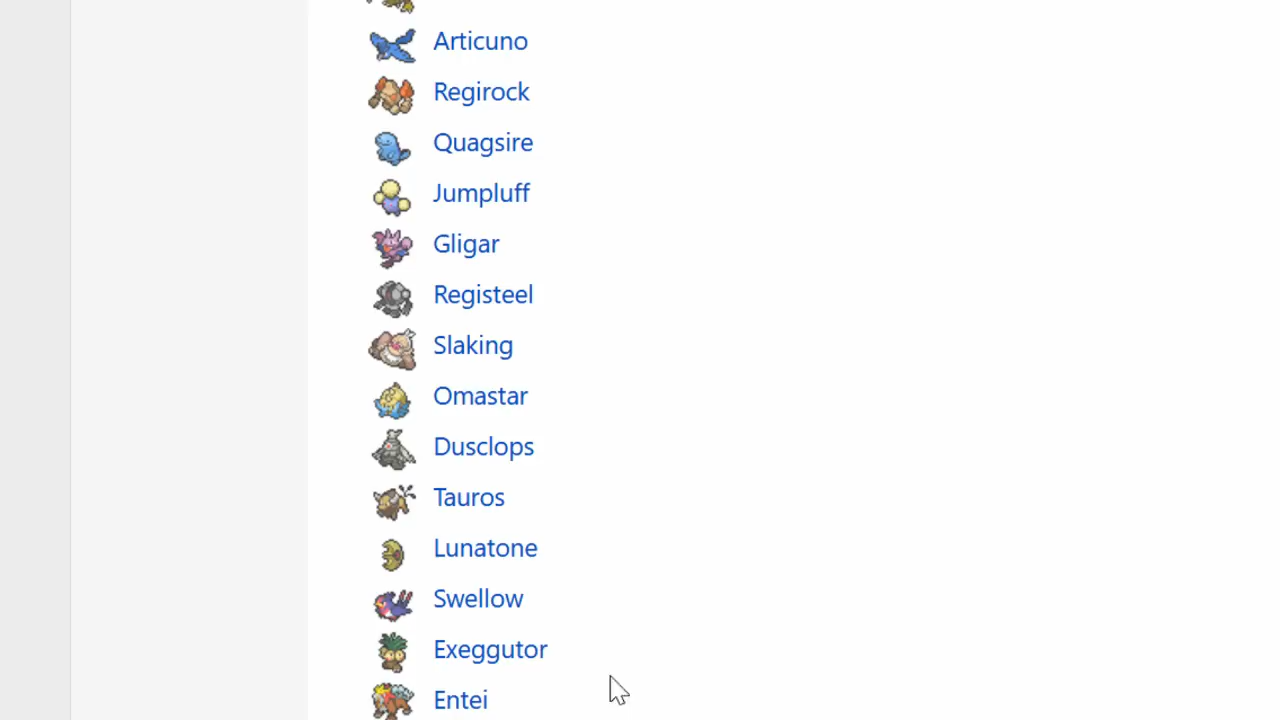 Articuno
Regirock
Quagsire
Jumpluff
Gligar
Registeel
Slaking
Omastar
Dusclops
Tauros
Lunatone
Swellow
Exeggutor
Entei